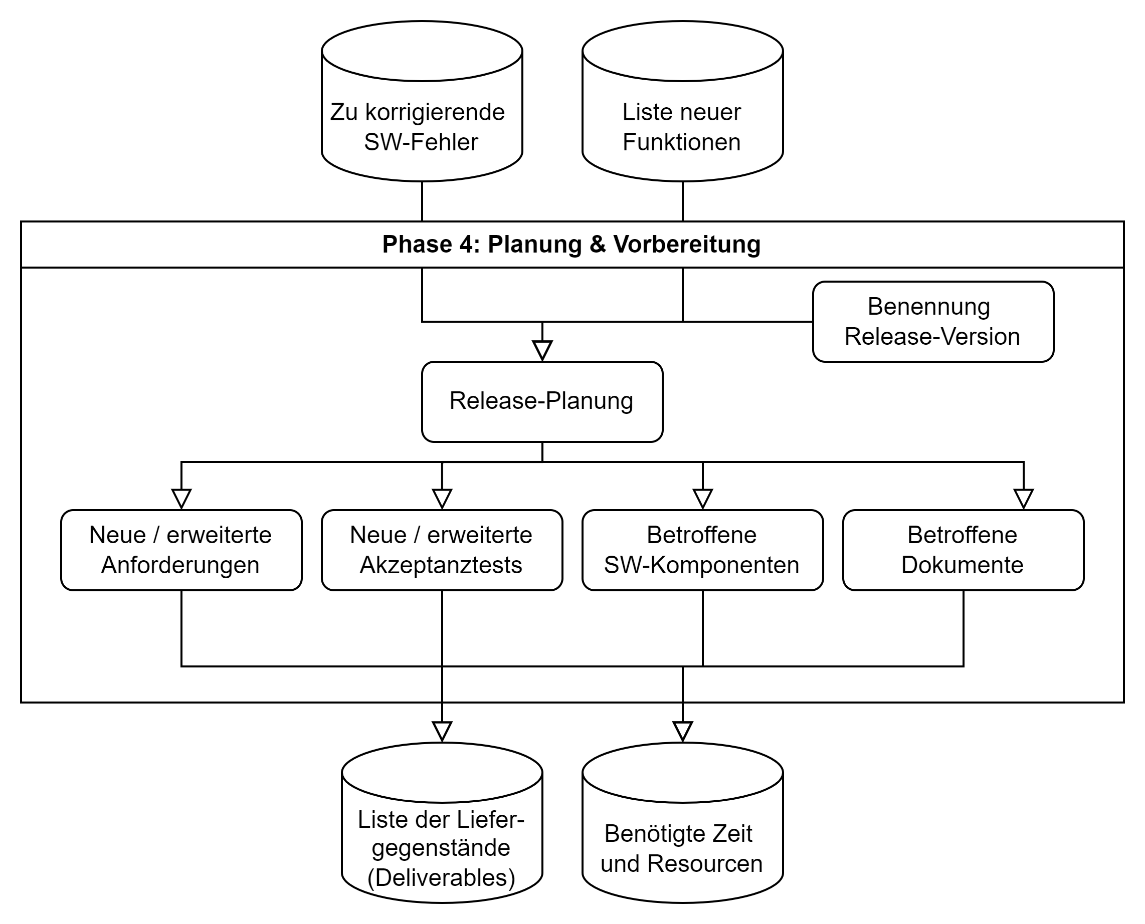 Zu korrigierende
SW-Fehler
Liste neuer
Funktionen
Phase 4: Planung & Vorbereitung
Benennung
Release-Version
Release-Planung
Neue / erweiterte
Anforderungen
Neue / erweiterte
Akzeptanztests
Betroffene
SW-Komponenten
Betroffene
Dokumente
Liste der Liefer-
gegenstände
(Deliverables)
Benötigte Zeit
und Resourcen